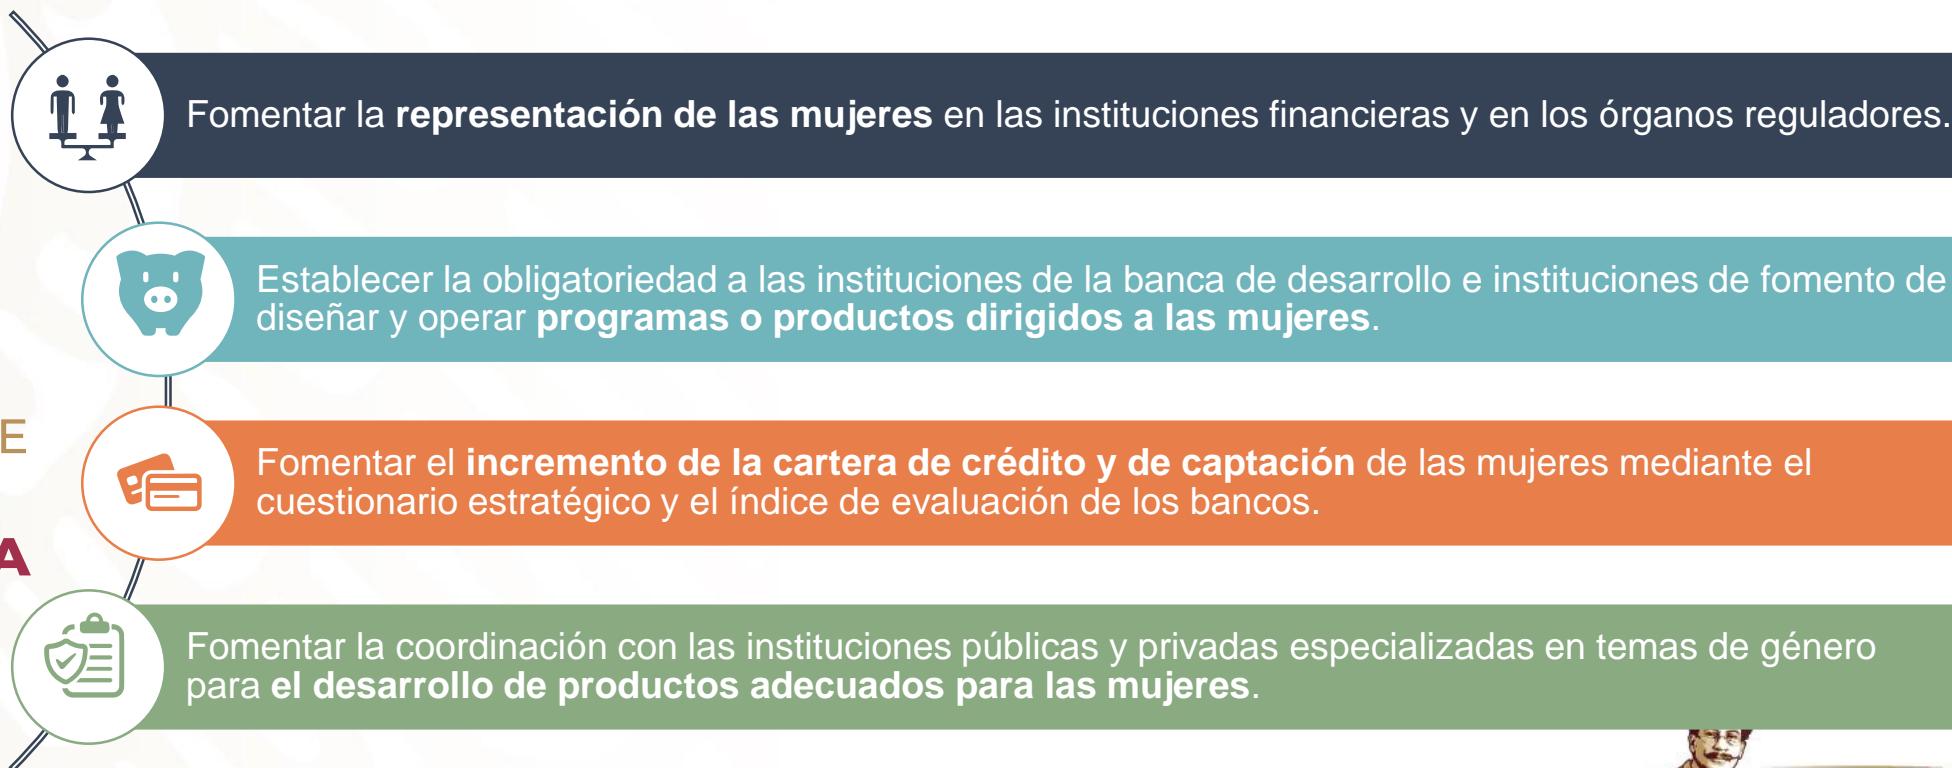 Fomentar la representación de las mujeres en las instituciones financieras y en los órganos reguladores.
Establecer la obligatoriedad a las instituciones de la banca de desarrollo e instituciones de fomento de
diseñar y operar programas o productos dirigidos a las mujeres.
E
Fomentar el incremento de la cartera de crédito y de captación de las mujeres mediante el
cuestionario estratégico y el índice de evaluación de los bancos.
A
Fomentar la coordinación con las instituciones públicas y privadas especializadas en temas de género
para el desarrollo de productos adecuados para las mujeres.